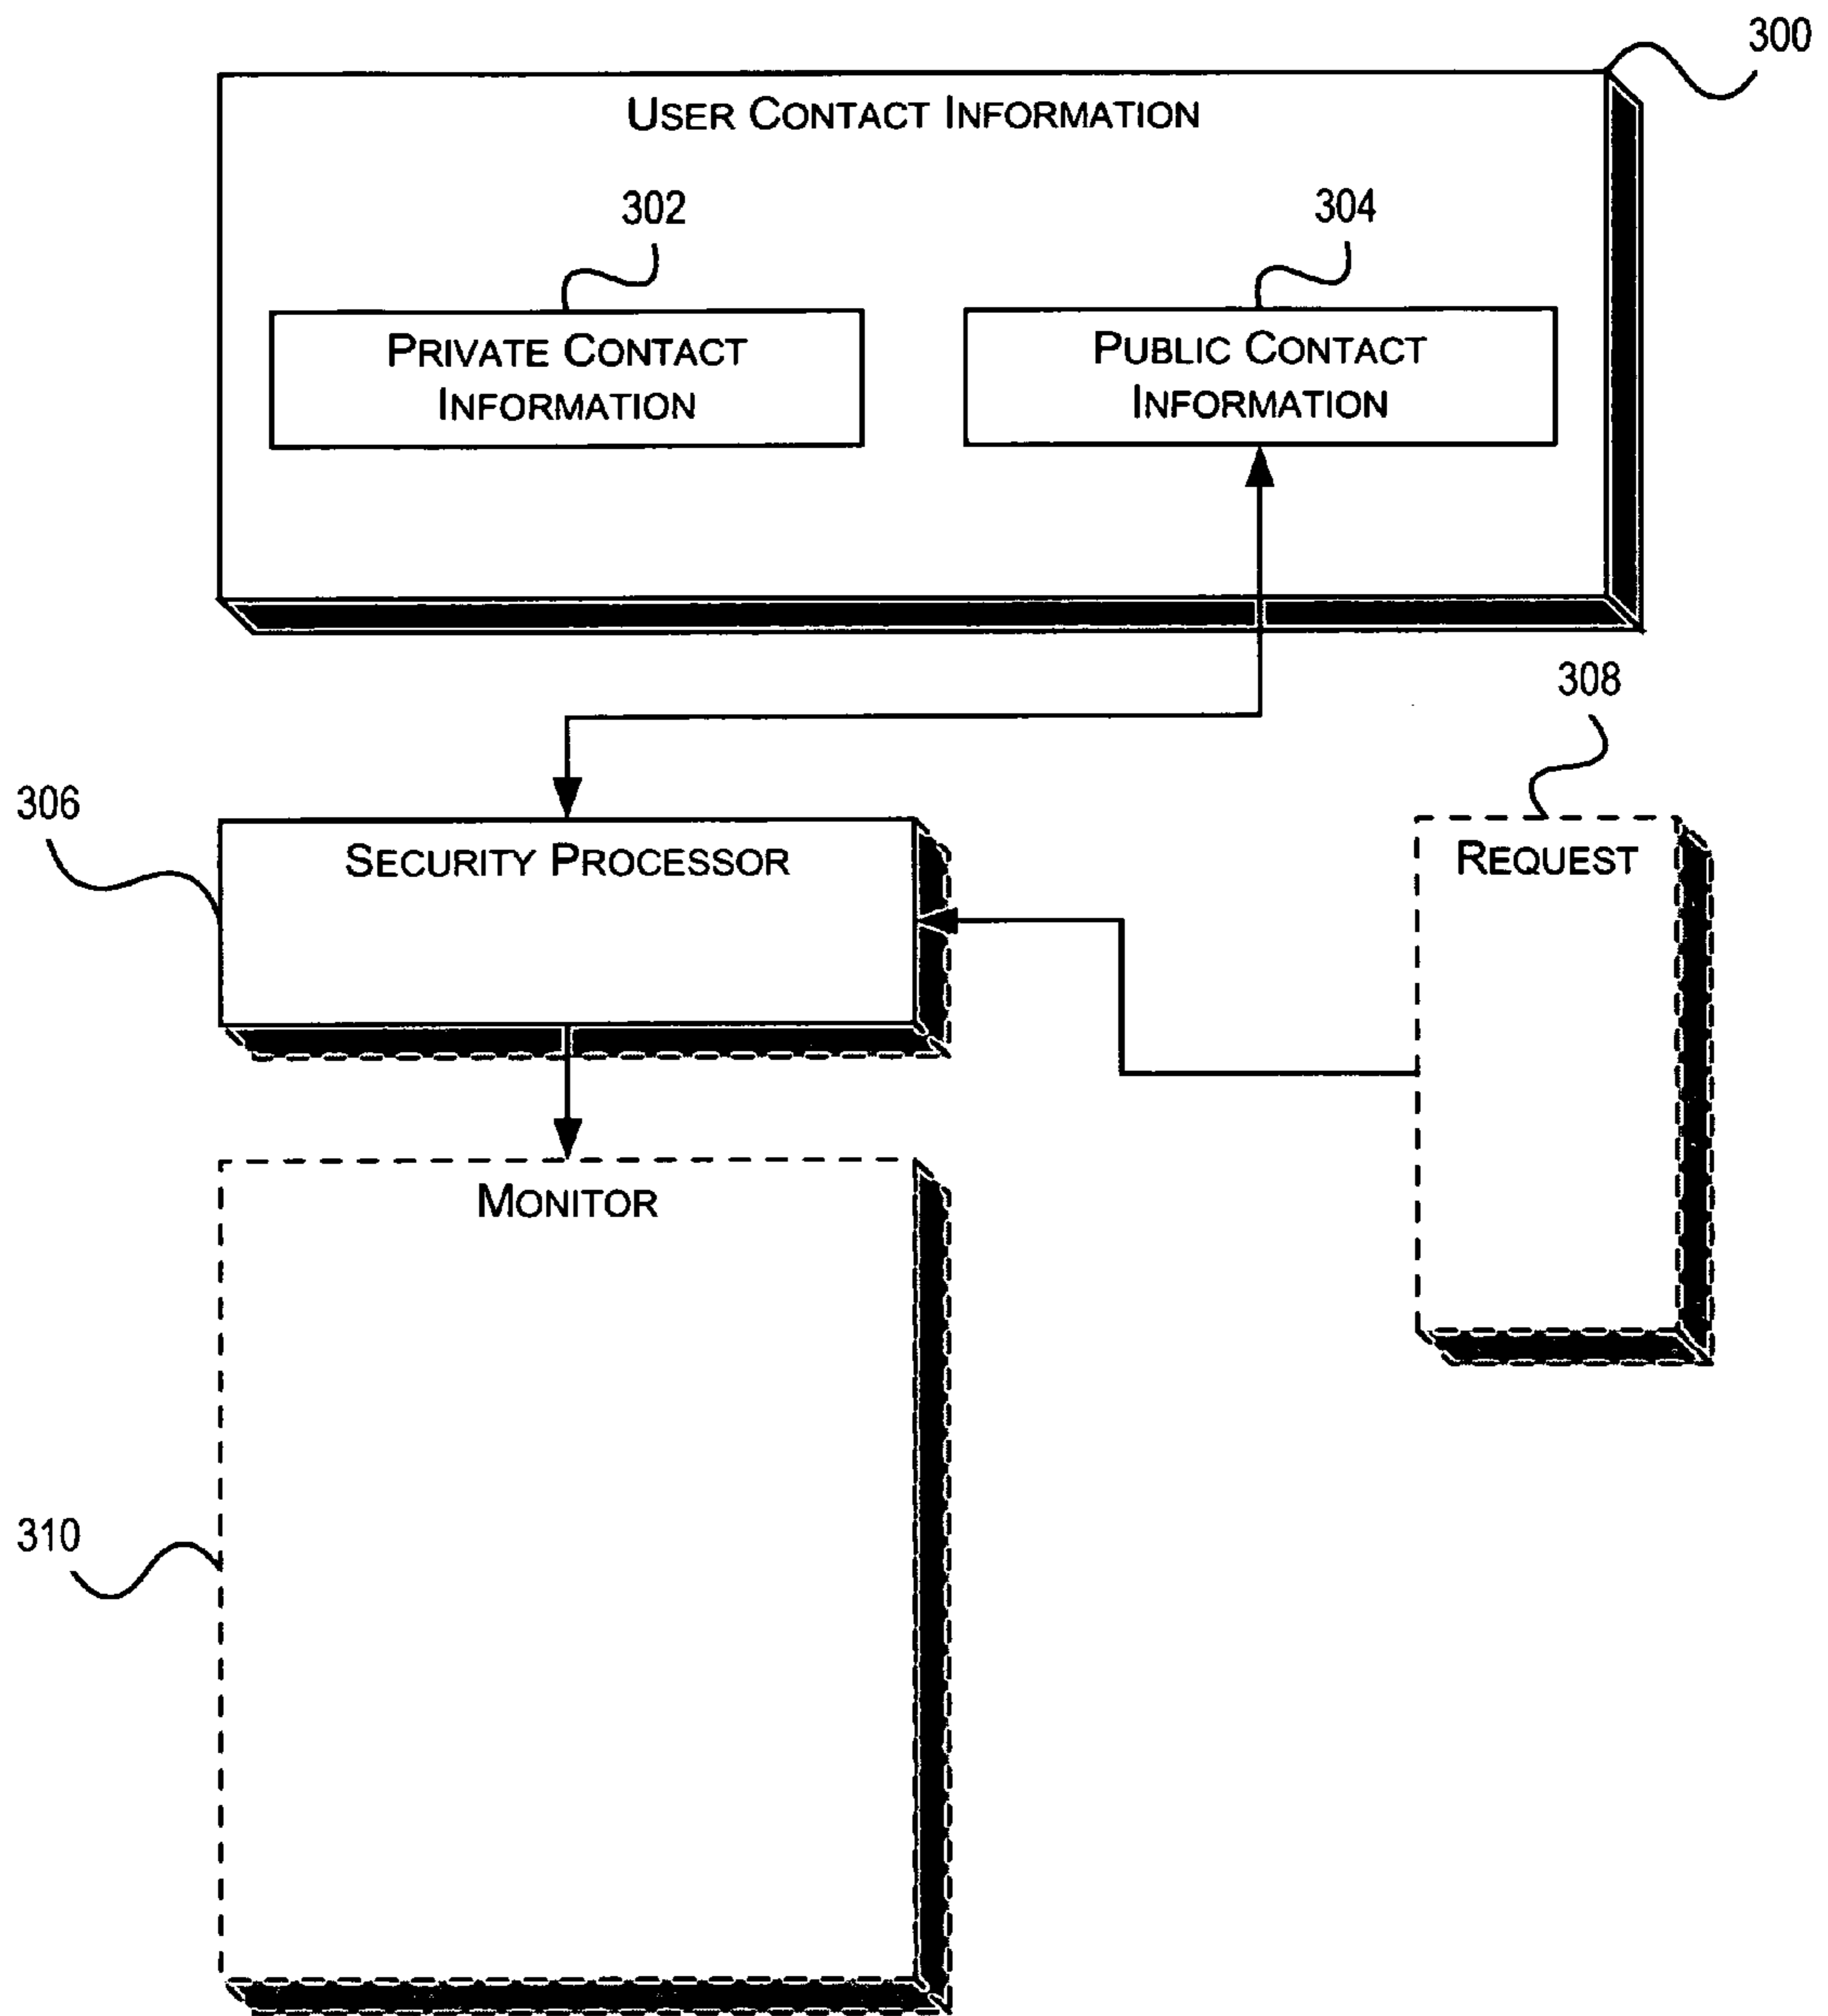 300
USER CONTACT INFORMATION
302
304
PRIVATE CONTACT
INFORMATION
PUBLIC CONTACT
INFORMATION
308
306
SECURITY PROCESSOR
REQUEST
MONITOR
310